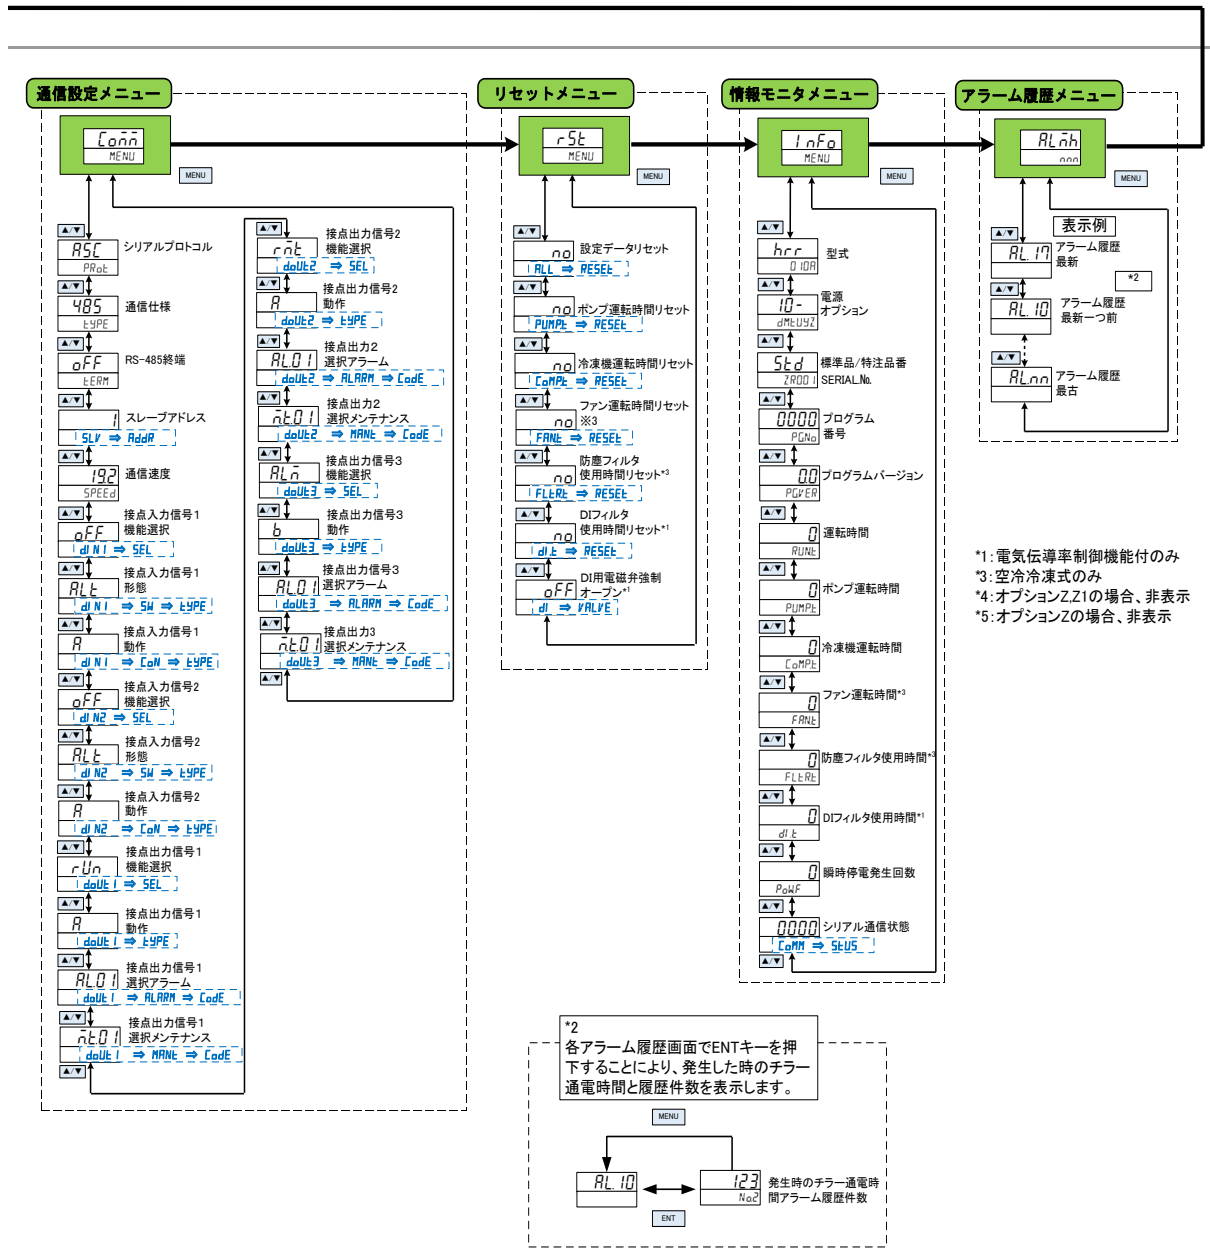 通信設定メニュー
Conn
MENU
MENU
▲/▼
ASC
PRot
シリアルプロトコル
▲/▼
485
tYPE
通信仕様
▲/▼
oFF
tERM
RS-485終端
▲/▼
1
スレーブアドレス
SLV ⇒ AddR
▲/▼
19.2
SPEEd
通信速度
▲/▼
oFF
接点入力信号1
機能選択
dIN1 ⇒ SEL
▲/▼
ALt
接点入力信号1
形態
dIN1 ⇒ SW ⇒ tYPE
▲/▼
A
接点入力信号1
動作
dIN1 ⇒ CoN ⇒ tYPE
▲/▼
oFF
接点入力信号2
機能選択
dIN2 ⇒ SEL
▲/▼
ALt
接点入力信号2
形態
dIN2 ⇒ SW ⇒ tYPE
▲/▼
A
接点入力信号2
動作
dIN2 ⇒ CoN ⇒ tYPE
▲/▼
rUn
接点出力信号1
機能選択
doUt1 ⇒ SEL
▲/▼
A
接点出力信号1
動作
doUt1 ⇒ tYPE
▲/▼
AL.01
接点出力信号1
選択アラーム
doUt1 ⇒ ALARM ⇒ CodE
▲/▼
nt.01
接点出力信号1
選択メンテナンス
doUt1 ⇒ MANt ⇒ CodE
▲/▼
▲/▼
rnt
接点出力信号2
機能選択
doUt2 ⇒ SEL
▲/▼
A
接点出力信号2
動作
doUt2 ⇒ tYPE
▲/▼
AL.01
接点出力2
選択アラーム
doUt2 ⇒ ALARM ⇒ CodE
▲/▼
nt.01
接点出力2
選択メンテナンス
doUt2 ⇒ MANt ⇒ CodE
▲/▼
ALn
接点出力信号3
機能選択
doUt3 ⇒ SEL
▲/▼
b
接点出力信号3
動作
doUt3 ⇒ tYPE
▲/▼
AL.01
接点出力信号3
選択アラーム
doUt3 ⇒ ALARM ⇒ CodE
▲/▼
nt.01
接点出力3
選択メンテナンス
doUt3 ⇒ MANt ⇒ CodE
▲/▼
リセットメニュー
rSt
MENU
MENU
▲/▼
no
設定データリセット
ALL ⇒ RESEt
▲/▼
no
ポンプ運転時間リセット
PUMPt ⇒ RESEt
▲/▼
no
冷凍機運転時間リセット
CoMPt ⇒ RESEt
▲/▼
no
ファン運転時間リセット
※3
FANt ⇒ RESEt
▲/▼
no
防塵フィルタ
使用時間リセット*3
FLtRt ⇒ RESEt
▲/▼
no
DIフィルタ
使用時間リセット*1
dI.t ⇒ RESEt
▲/▼
oFF
DI用電磁弁強制
オープン*1
dI ⇒ VALVE
情報モニタメニュー
InFo
MENU
MENU
▲/▼
hrr
010A
型式
▲/▼
10-
dMtUYZ
電源
オプション
▲/▼
Std
ZR001
標準品/特注品番
SERIAL.No.
▲/▼
0000
PG.No
プログラム
番号
▲/▼
0.0
PGVER
プログラムバージョン
▲/▼
0
RUN.t
運転時間
▲/▼
0
PUMP.t
ポンプ運転時間
▲/▼
0
CoMP.t
冷凍機運転時間
▲/▼
0
FAN.t
ファン運転時間*3
▲/▼
0
FLtRt
防塵フィルタ使用時間*3
▲/▼
0
dI.t
DIフィルタ使用時間*1
▲/▼
0
PoWF
瞬時停電発生回数
▲/▼
0000
シリアル通信状態
CoMM ⇒ StUS
▲/▼
アラーム履歴メニュー
ALnh
nnn
MENU
表示例
▲/▼
AL.17
アラーム履歴
最新
*2
▲/▼
AL.10
アラーム履歴
最新一つ前
▲/▼
AL.nn
アラーム履歴
最古
*1：電気伝導率制御機能付のみ
*3：空冷冷凍式のみ
*4：オプションZ,Z1の場合、非表示
*5：オプションZの場合、非表示
*2
各アラーム履歴画面でENTキーを押
下することにより、発生した時のチラー
通電時間と履歴件数を表示します。
MENU
AL.10
123
No.2
発生時のチラー通電時
間アラーム履歴件数
ENT